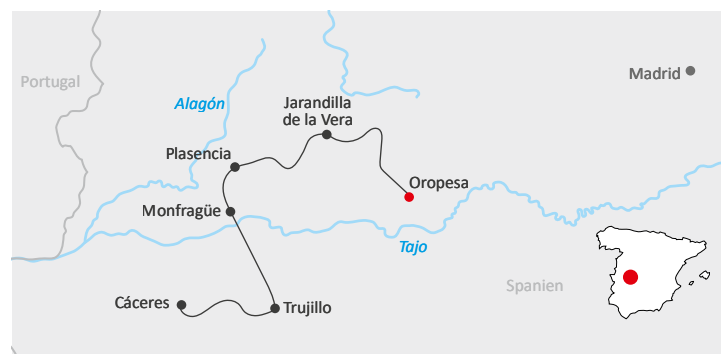 Portugal
Madrid
Alagón
Jarandilla
de la Vera
Plasencia
Oropesa
Monfragüe
Tajo
Spanien
Cáceres
Trujillo